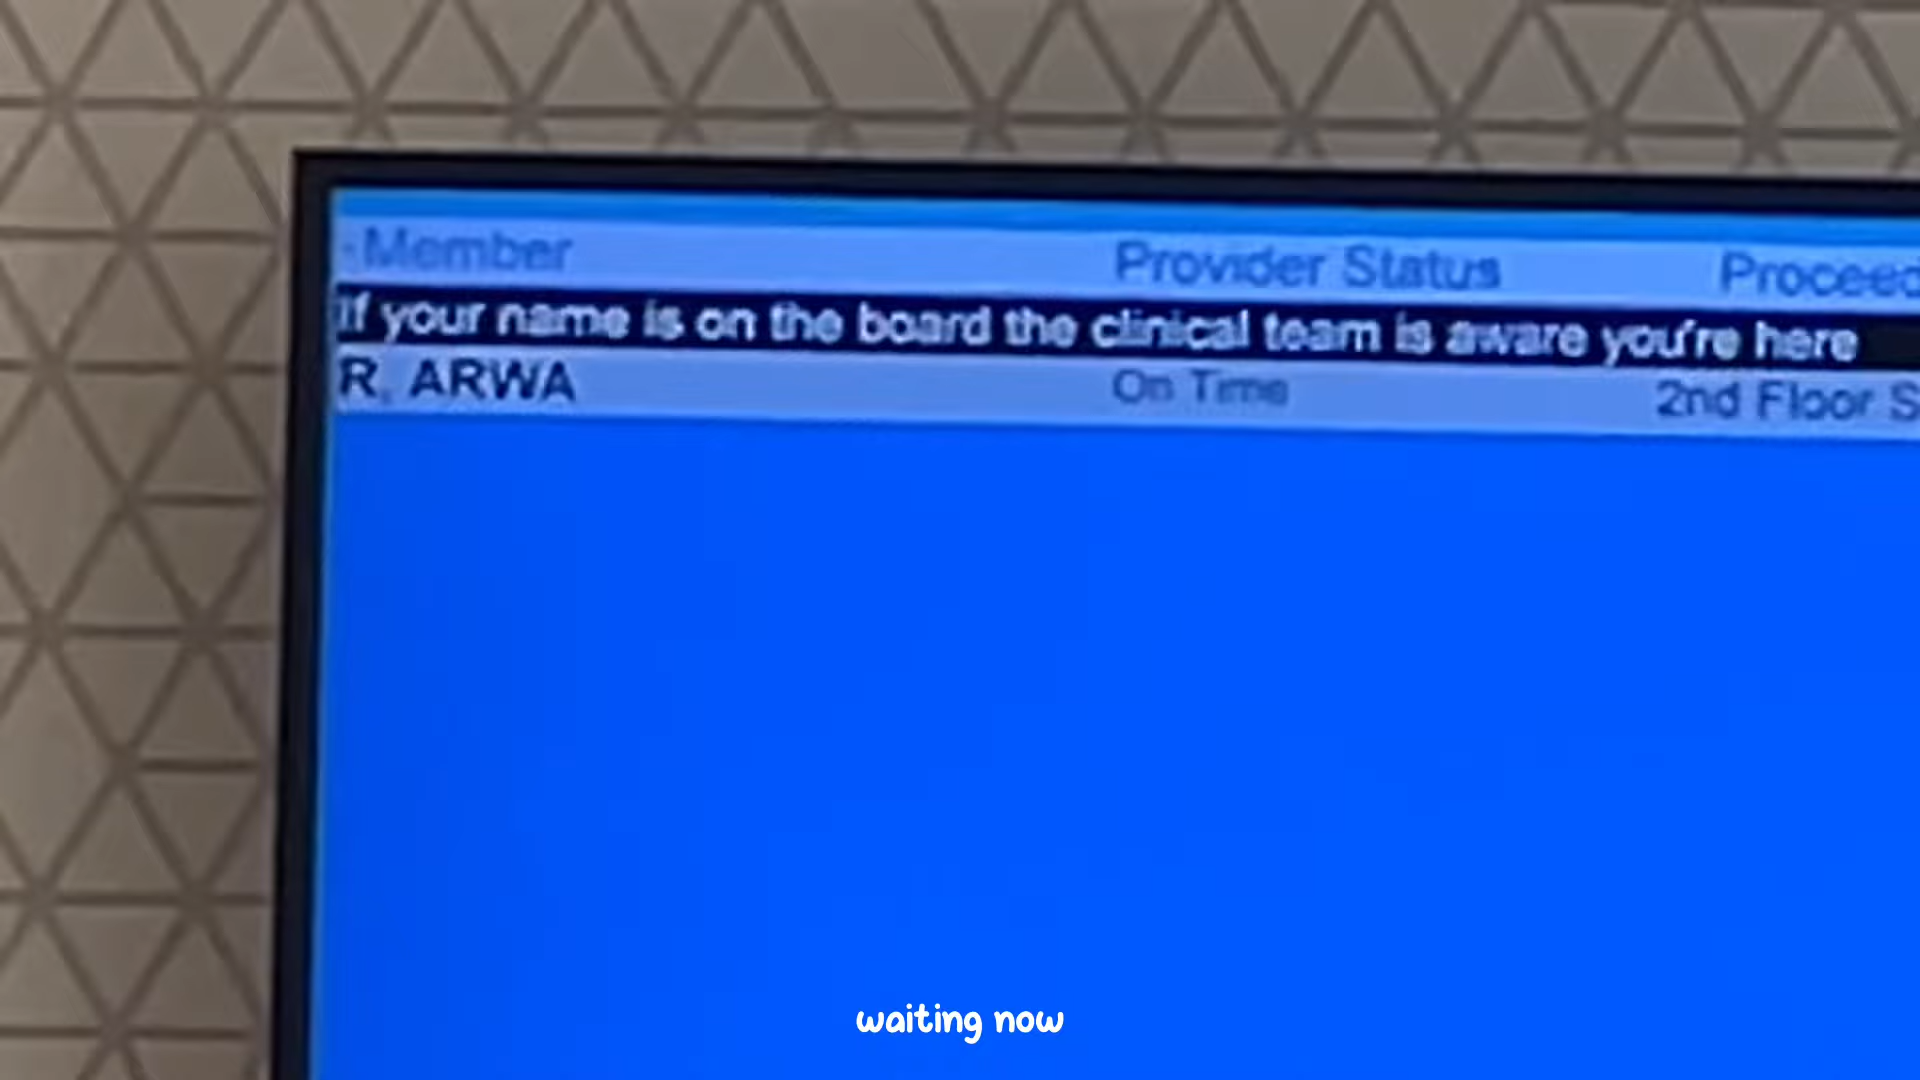 Member Provider Status Proceed
If your name is on the board the clinical team is aware you're here
R, ARWA On Time 2nd Floor S
waiting now